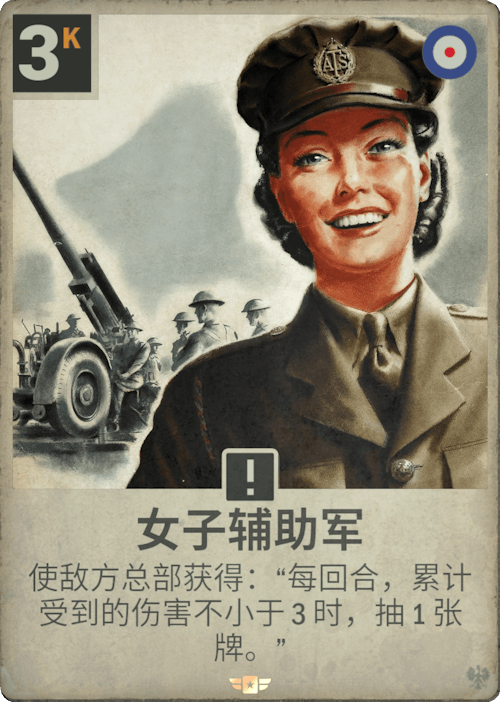 3K
ATS
女子辅助军
使敌方总部获得：“每回合，累计
受到的伤害不小于 3 时，抽 1 张
牌。”